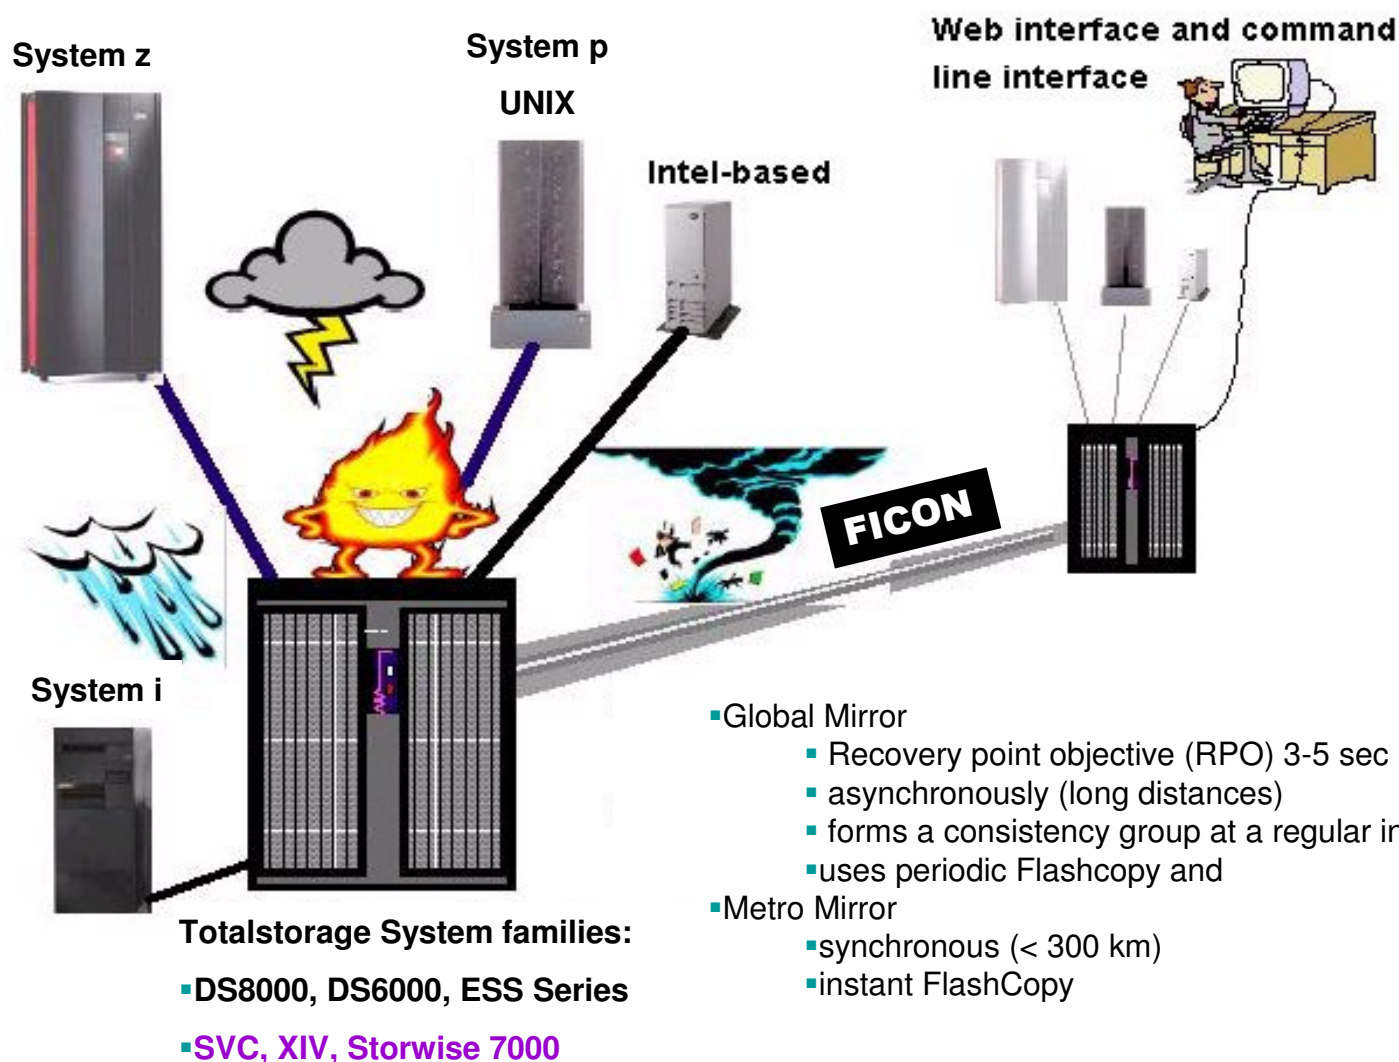 System z
System p
UNIX
Intel-based
Web interface and command
line interface
FICON
System i
Totalstorage System families:
▪DS8000, DS6000, ESS Series
▪SVC, XIV, Storwise 7000
▪Global Mirror
▪ Recovery point objective (RPO) 3-5 sec
▪ asynchronously (long distances)
▪ forms a consistency group at a regular
▪uses periodic Flashcopy and
▪Metro Mirror
▪synchronous (< 300 km)
▪instant FlashCopy